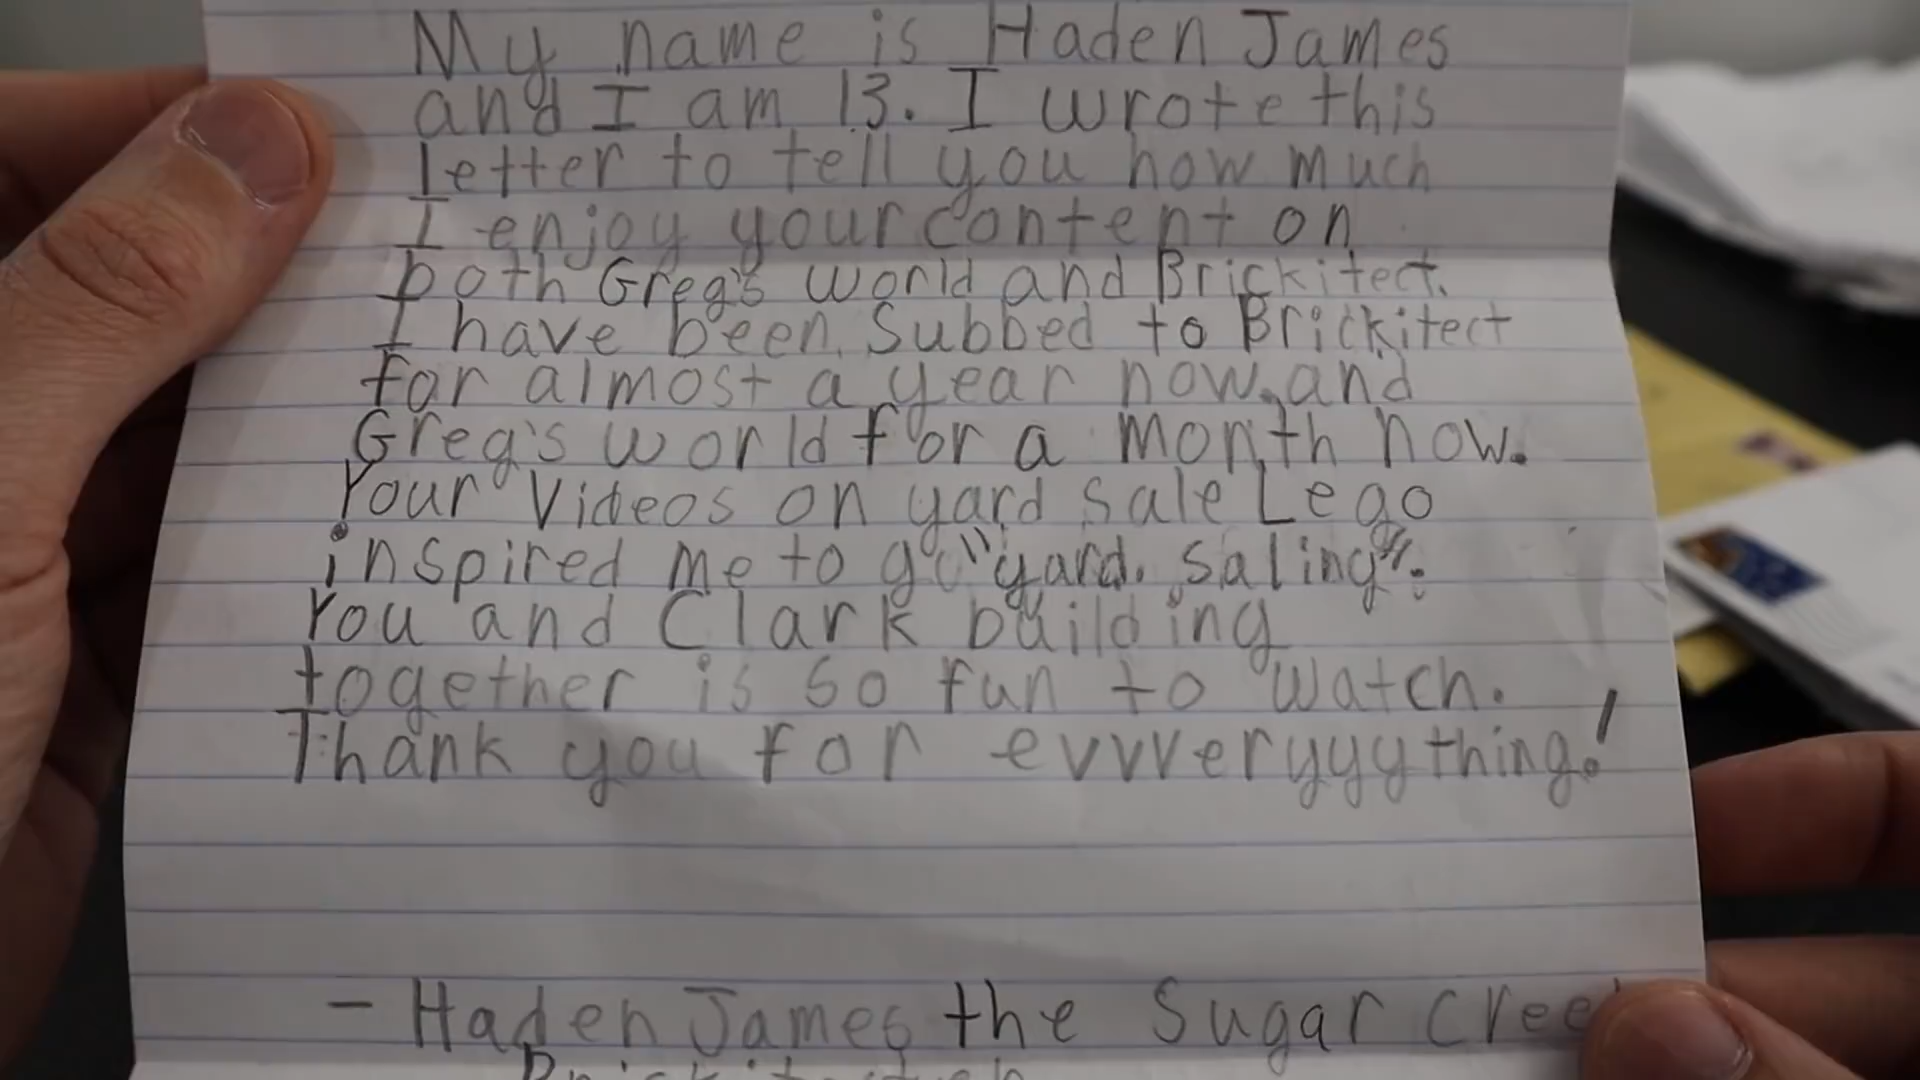 My name is Haden James
and I am 13. I wrote this
letter to tell you how much
I enjoy your content on
both Greg's world and Brickitect.
I have been Subbed to Brickitect
for almost a year now, and
Greg's world for a month now.
Your Videos on yard sale Lego
inspired me to go "yard saling".
You and Clark building
together is so fun to watch.
Thank you for evvveryyything!
- Haden James the Sugar